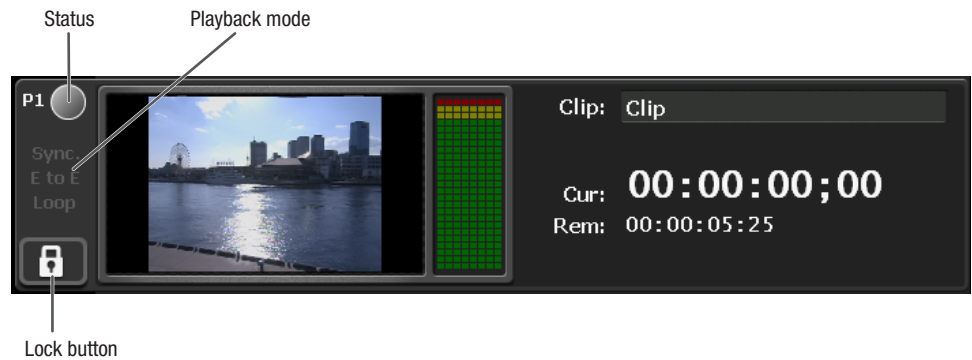 Status
Playback mode
P1
Sync.
E to E
Loop
Clip: Clip
Cur: 00:00:00;00
Rem: 00:00:05:25
Lock button